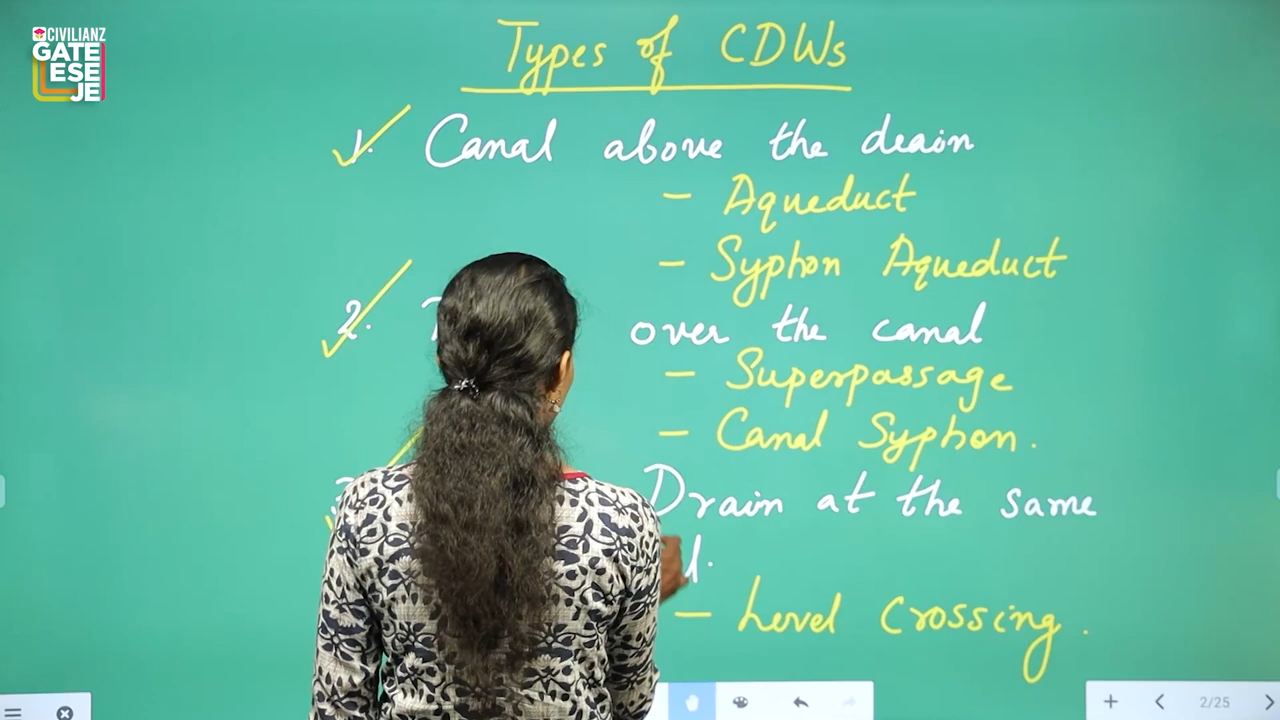 CIVILIANZ
GATE
ESE
JE
Types of CDWs
1. Canal above the drain
- Aqueduct
- Syphon Aqueduct
2. over the canal
- Superpassage
- Canal Syphon.
Drain at the same
- Level Crossing.
2/25